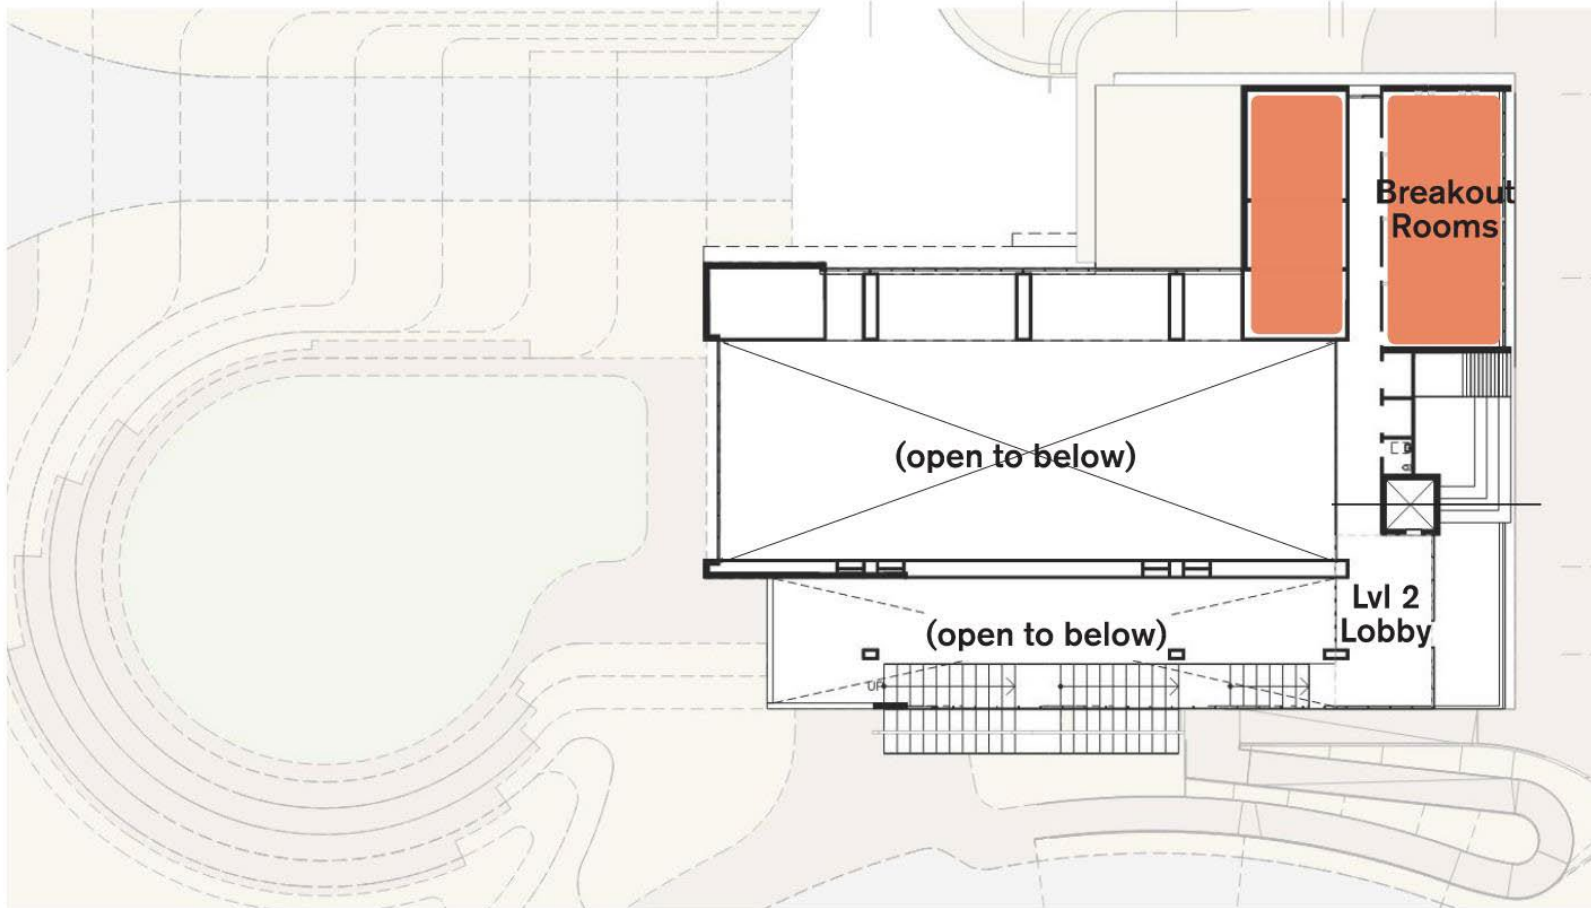 Breakout
Rooms
(open to below)
Lvl 2
Lobby
(open to below)
UP